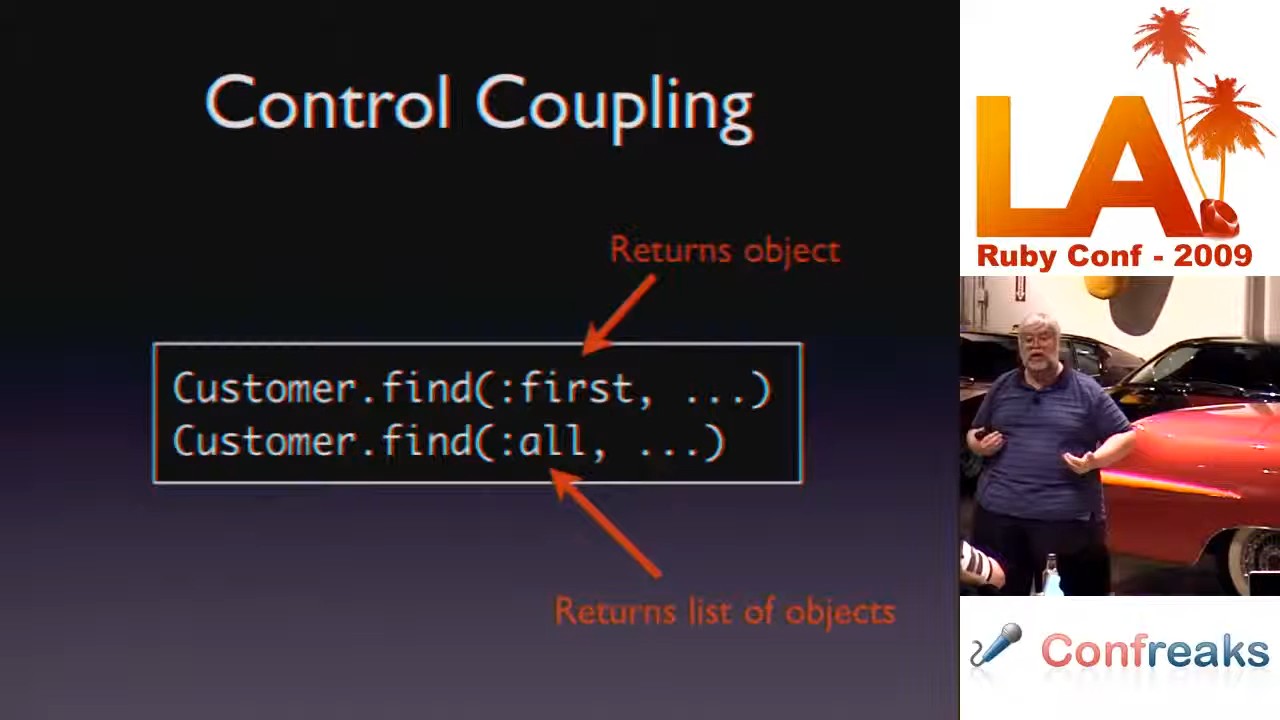 Control Coupling
Returns object
Customer.find(:first, ...)
Customer.find(:all, ...)
Returns list of objects
LA
Ruby Conf - 2009
Confreaks